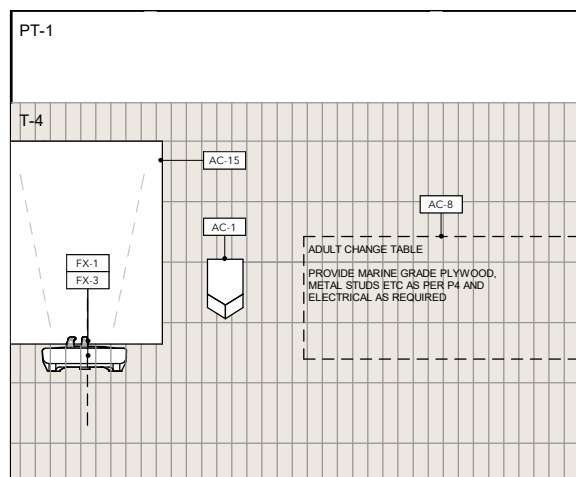 PT-1
T-4
AC-15
AC-8
AC-1
ADULT CHANGE TABLE
PROVIDE MARINE GRADE PLYWOOD,
METAL STUDS ETC AS PER P4 AND
ELECTRICAL AS REQUIRED
FX-1
FX-3